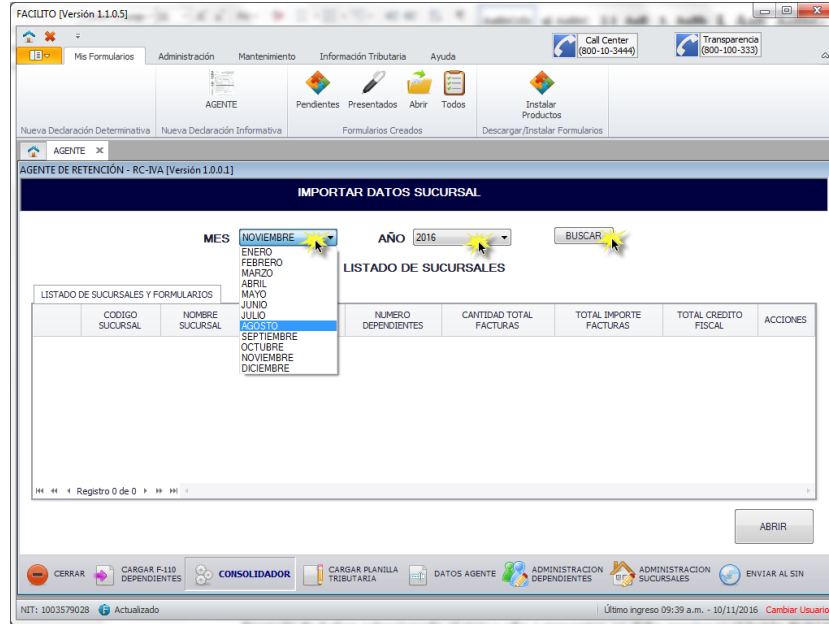 FACILITO [Versión 1.1.0.5]
Call Center
(800-10-3444)
Transparencia
(800-100-333)
Mis Formularios
Administración
Mantenimiento
Información Tributaria
Ayuda
AGENTE
Pendientes
Presentados
Abrir
Todos
Instalar
Productos
Nueva Declaración Determinativa
Nueva Declaración Informativa
Formularios Creados
Descargar/Instalar Formularios
AGENTE
AGENTE DE RETENCIÓN - RC-IVA [Versión 1.0.0.1]
IMPORTAR DATOS SUCURSAL
MES
NOVIEMBRE
AÑO
2016
BUSCAR
ENERO
FEBRERO
MARZO
ABRIL
MAYO
JUNIO
JULIO
AGOSTO
SEPTIEMBRE
OCTUBRE
NOVIEMBRE
DICIEMBRE
LISTADO DE SUCURSALES
LISTADO DE SUCURSALES Y FORMULARIOS
CODIGO
SUCURSAL
NOMBRE
SUCURSAL
NUMERO
DEPENDIENTES
CANTIDAD TOTAL
FACTURAS
TOTAL IMPORTE
FACTURAS
TOTAL CREDITO
FISCAL
ACCIONES
Registro 0 de 0
ABRIR
CERRAR
CARGAR F-110
DEPENDIENTES
CONSOLIDADOR
CARGAR PLANILLA
TRIBUTARIA
DATOS AGENTE
ADMINISTRACION
DEPENDIENTES
ADMINISTRACION
SUCURSALES
ENVIAR AL SIN
NIT: 1003579028
Actualizado
Último ingreso 09:39 a.m. - 10/11/2016
Cambiar Usuario